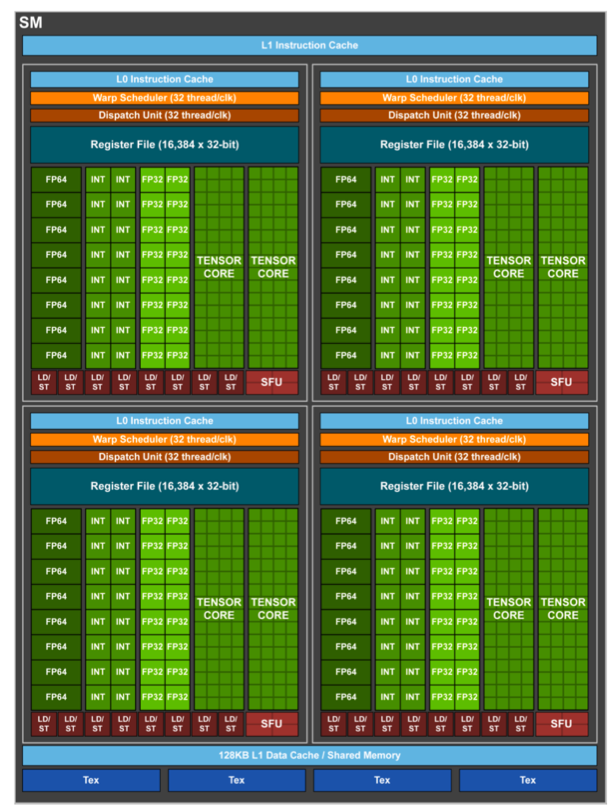 SM
L1 Instruction Cache
L0 Instruction Cache
Warp Scheduler (32 thread/clk)
Dispatch Unit (32 thread/clk)
Register File (16,384 x 32-bit)
FP64 INT INT FP32 FP32
FP64 INT INT FP32 FP32
FP64 INT INT FP32 FP32
FP64 INT INT FP32 FP32
TENSOR TENSOR
CORE CORE
FP64 INT INT FP32 FP32
FP64 INT INT FP32 FP32
FP64 INT INT FP32 FP32
FP64 INT INT FP32 FP32
LD/ LD/ LD/ LD/ LD/ LD/ LD/ LD/
ST ST ST ST ST ST ST ST
SFU
L0 Instruction Cache
Warp Scheduler (32 thread/clk)
Dispatch Unit (32 thread/clk)
Register File (16,384 x 32-bit)
FP64 INT INT FP32 FP32
FP64 INT INT FP32 FP32
FP64 INT INT FP32 FP32
FP64 INT INT FP32 FP32
TENSOR TENSOR
CORE CORE
FP64 INT INT FP32 FP32
FP64 INT INT FP32 FP32
FP64 INT INT FP32 FP32
FP64 INT INT FP32 FP32
LD/ LD/ LD/ LD/ LD/ LD/ LD/ LD/
ST ST ST ST ST ST ST ST
SFU
L0 Instruction Cache
Warp Scheduler (32 thread/clk)
Dispatch Unit (32 thread/clk)
Register File (16,384 x 32-bit)
FP64 INT INT FP32 FP32
FP64 INT INT FP32 FP32
FP64 INT INT FP32 FP32
FP64 INT INT FP32 FP32
TENSOR TENSOR
CORE CORE
FP64 INT INT FP32 FP32
FP64 INT INT FP32 FP32
FP64 INT INT FP32 FP32
FP64 INT INT FP32 FP32
LD/ LD/ LD/ LD/ LD/ LD/ LD/ LD/
ST ST ST ST ST ST ST ST
SFU
L0 Instruction Cache
Warp Scheduler (32 thread/clk)
Dispatch Unit (32 thread/clk)
Register File (16,384 x 32-bit)
FP64 INT INT FP32 FP32
FP64 INT INT FP32 FP32
FP64 INT INT FP32 FP32
FP64 INT INT FP32 FP32
TENSOR TENSOR
CORE CORE
FP64 INT INT FP32 FP32
FP64 INT INT FP32 FP32
FP64 INT INT FP32 FP32
FP64 INT INT FP32 FP32
LD/ LD/ LD/ LD/ LD/ LD/ LD/ LD/
ST ST ST ST ST ST ST ST
SFU
128KB L1 Data Cache / Shared Memory
Tex Tex Tex Tex